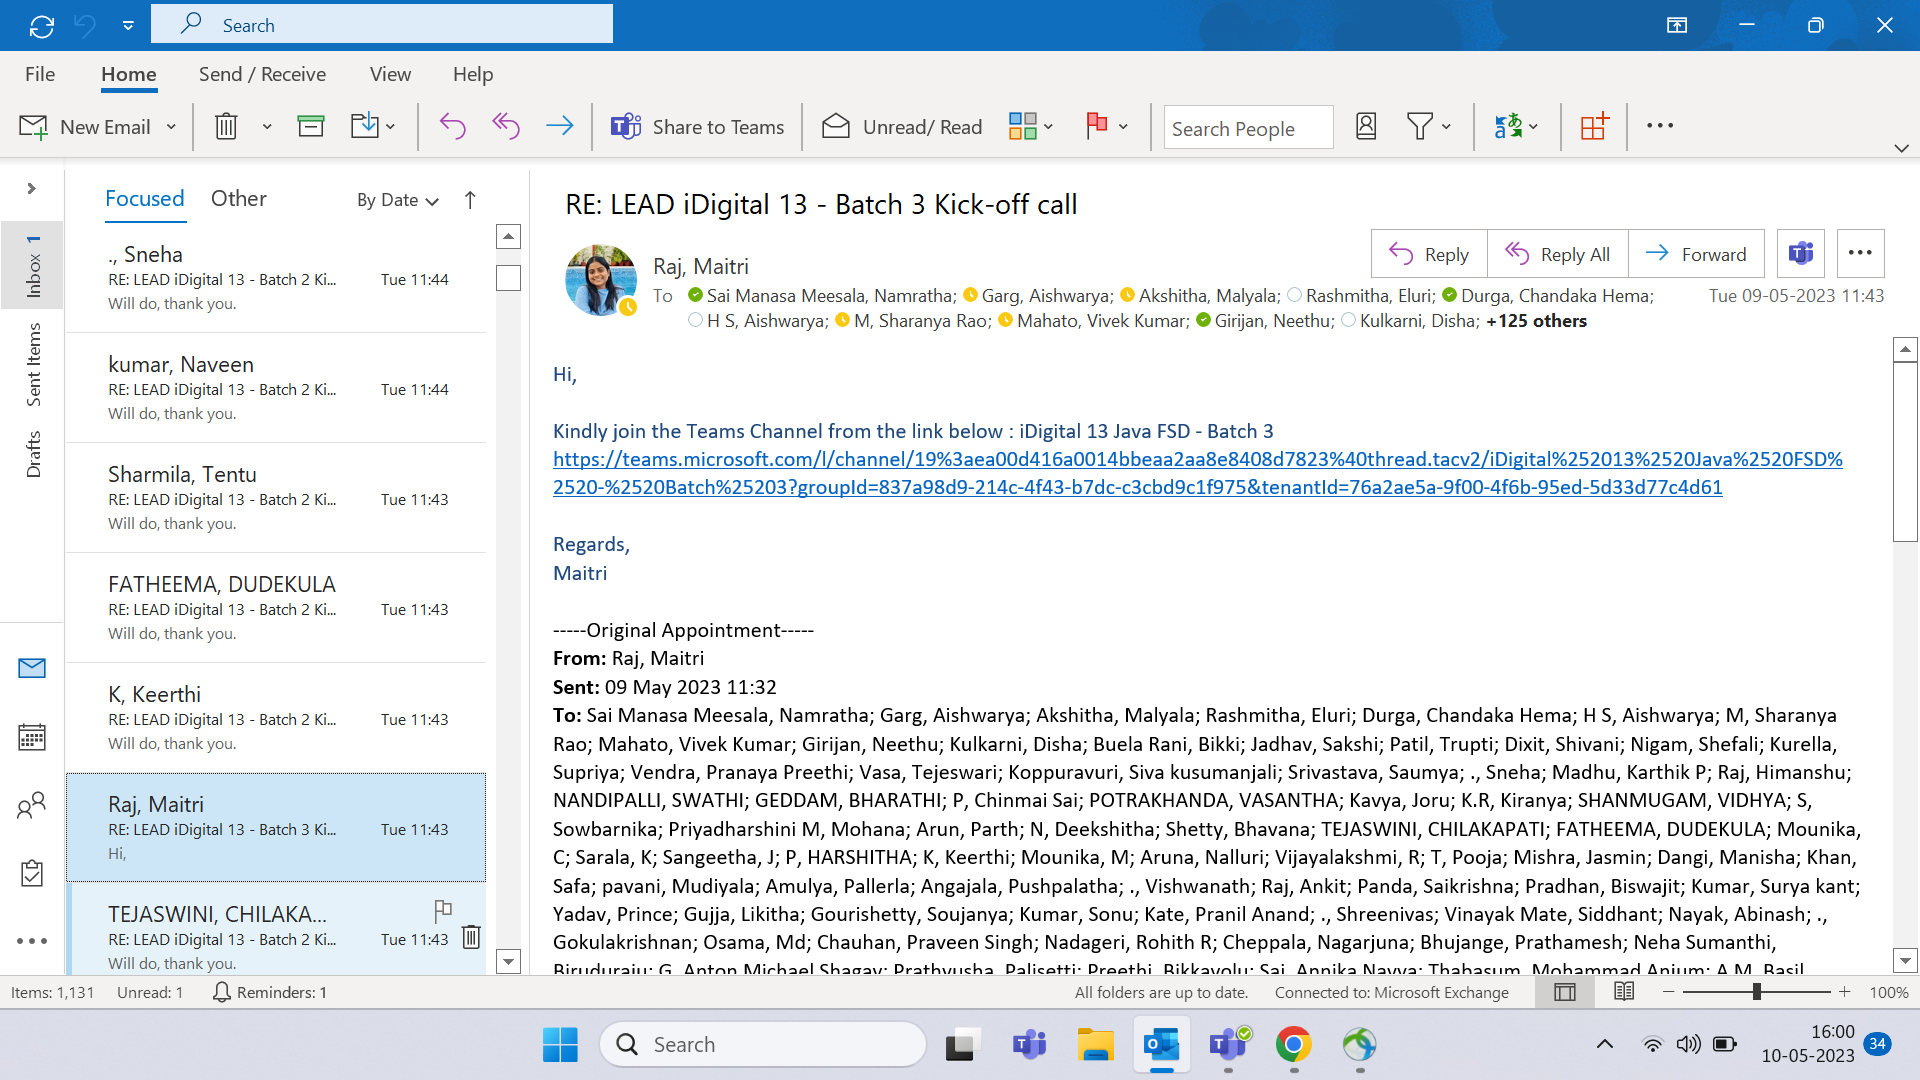 Search
File Home Send / Receive View Help
New Email Share to Teams Unread/ Read Search People
Focused Other By Date
Inbox 1
Sent Items
Drafts
., Sneha
RE: LEAD iDigital 13 - Batch 2 Ki... Tue 11:44
Will do, thank you.
kumar, Naveen
RE: LEAD iDigital 13 - Batch 2 Ki... Tue 11:44
Will do, thank you.
Sharmila, Tentu
RE: LEAD iDigital 13 - Batch 2 Ki... Tue 11:43
Will do, thank you.
FATHEEMA, DUDEKULA
RE: LEAD iDigital 13 - Batch 2 Ki... Tue 11:43
Will do, thank you.
K, Keerthi
RE: LEAD iDigital 13 - Batch 2 Ki... Tue 11:43
Will do, thank you.
Raj, Maitri
RE: LEAD iDigital 13 - Batch 3 Ki... Tue 11:43
Hi,
TEJASWINI, CHILAKA...
RE: LEAD iDigital 13 - Batch 2 Ki... Tue 11:43
Will do, thank you.
RE: LEAD iDigital 13 - Batch 3 Kick-off call
Reply Reply All Forward
Raj, Maitri
To Sai Manasa Meesala, Namratha; Garg, Aishwarya; Akshitha, Malyala; Rashmitha, Eluri; Durga, Chandaka Hema; Tue 09-05-2023 11:43
H S, Aishwarya; M, Sharanya Rao; Mahato, Vivek Kumar; Girijan, Neethu; Kulkarni, Disha; +125 others
Hi,
Kindly join the Teams Channel from the link below : iDigital 13 Java FSD - Batch 3
https://teams.microsoft.com/l/channel/19%3aea00d416a0014bbeaa2aa8e8408d7823%40thread.tacv2/iDigital%252013%2520Java%2520FSD%
2520-%2520Batch%25203?groupId=837a98d9-214c-4f43-b7dc-c3cbd9c1f975&tenantId=76a2ae5a-9f00-4f6b-95ed-5d33d77c4d61
Regards,
Maitri
-----Original Appointment-----
From: Raj, Maitri
Sent: 09 May 2023 11:32
To: Sai Manasa Meesala, Namratha; Garg, Aishwarya; Akshitha, Malyala; Rashmitha, Eluri; Durga, Chandaka Hema; H S, Aishwarya; M, Sharanya
Rao; Mahato, Vivek Kumar; Girijan, Neethu; Kulkarni, Disha; Buela Rani, Bikki; Jadhav, Sakshi; Patil, Trupti; Dixit, Shivani; Nigam, Shefali; Kurella,
Supriya; Vendra, Pranaya Preethi; Vasa, Tejeswari; Koppuravuri, Siva kusumanjali; Srivastava, Saumya; ., Sneha; Madhu, Karthik P; Raj, Himanshu;
NANDIPALLI, SWATHI; GEDDAM, BHARATHI; P, Chinmai Sai; POTRAKHANDA, VASANTHA; Kavya, Joru; K.R, Kiranya; SHANMUGAM, VIDHYA; S,
Sowbarnika; Priyadharshini M, Mohana; Arun, Parth; N, Deekshitha; Shetty, Bhavana; TEJASWINI, CHILAKAPATI; FATHEEMA, DUDEKULA; Mounika,
C; Sarala, K; Sangeetha, J; P, HARSHITHA; K, Keerthi; Mounika, M; Aruna, Nalluri; Vijayalakshmi, R; T, Pooja; Mishra, Jasmin; Dangi, Manisha; Khan,
Safa; pavani, Mudiyala; Amulya, Pallerla; Angajala, Pushpalatha; ., Vishwanath; Raj, Ankit; Panda, Saikrishna; Pradhan, Biswajit; Kumar, Surya kant;
Yadav, Prince; Gujja, Likitha; Gourishetty, Soujanya; Kumar, Sonu; Kate, Pranil Anand; ., Shreenivas; Vinayak Mate, Siddhant; Nayak, Abinash; .,
Gokulakrishnan; Osama, Md; Chauhan, Praveen Singh; Nadageri, Rohith R; Cheppala, Nagarjuna; Bhujange, Prathamesh; Neha Sumanthi,
Biruduraju; G, Anton Michael Shagay; Prathyusha, Palisetti; Preethi, Bikkavolu; Sai, Annika Navya; Thabasum, Mohammad Anjum; A M, Basil
Items: 1,131 Unread: 1 Reminders: 1 All folders are up to date. Connected to: Microsoft Exchange 100%
Search
16:00
10-05-2023 34